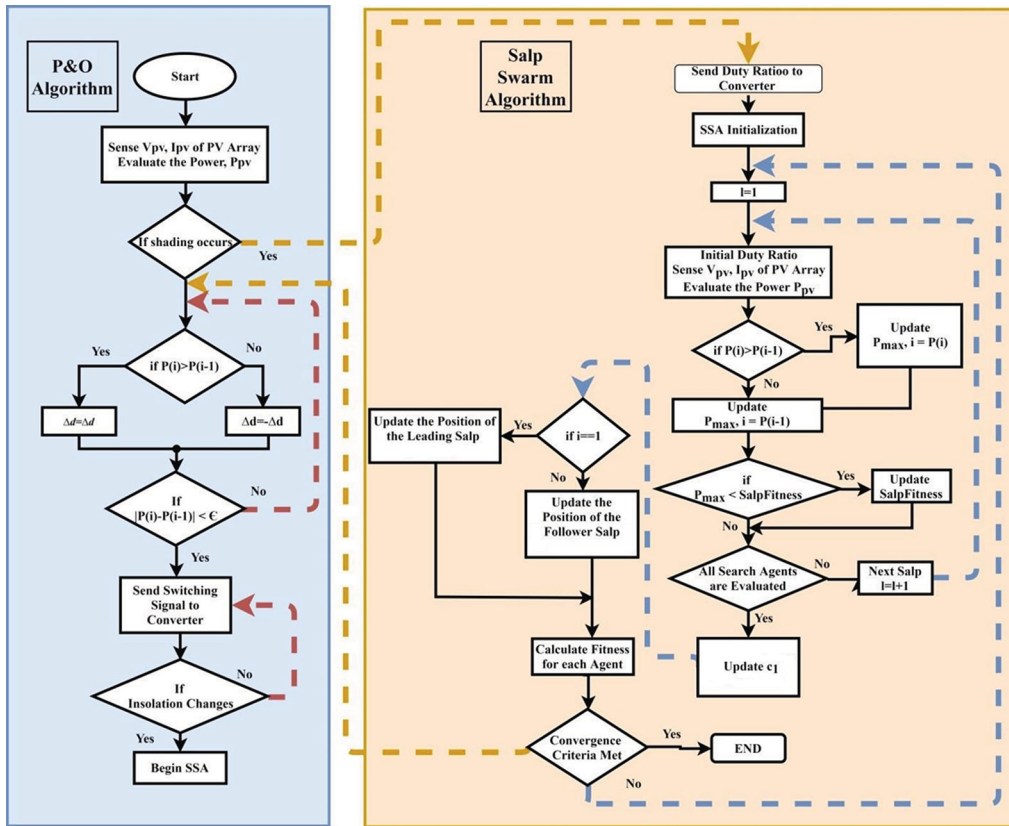 P&O
Algorithm
Start
Sense Vpv, Ipv of PV Array
Evaluate the Power, Ppv
If shading occurs
Yes
if P(i)>P(i-1)
Yes
No
Δd=Δd
Δd=-Δd
If
|P(i)-P(i-1)| < Є
No
Yes
Send Switching
Signal to
Converter
If
Insolation Changes
No
Yes
Begin SSA
Salp
Swarm
Algorithm
Send Duty Ratioo to
Converter
SSA Initialization
l=1
Initial Duty Ratio
Sense Vpv, Ipv of PV Array
Evaluate the Power Ppv
if P(i)>P(i-1)
Yes
Update
Pmax, i = P(i)
No
Update
Pmax, i = P(i-1)
if
Pmax < SalpFitness
Yes
Update
SalpFitness
No
All Search Agents
are Evaluated
No
Next Salp
l=l+1
Yes
Update c1
if i==1
Yes
Update the Position of
the Leading Salp
No
Update the
Position of the
Follower Salp
Calculate Fitness
for each Agent
Convergence
Criteria Met
Yes
END
No